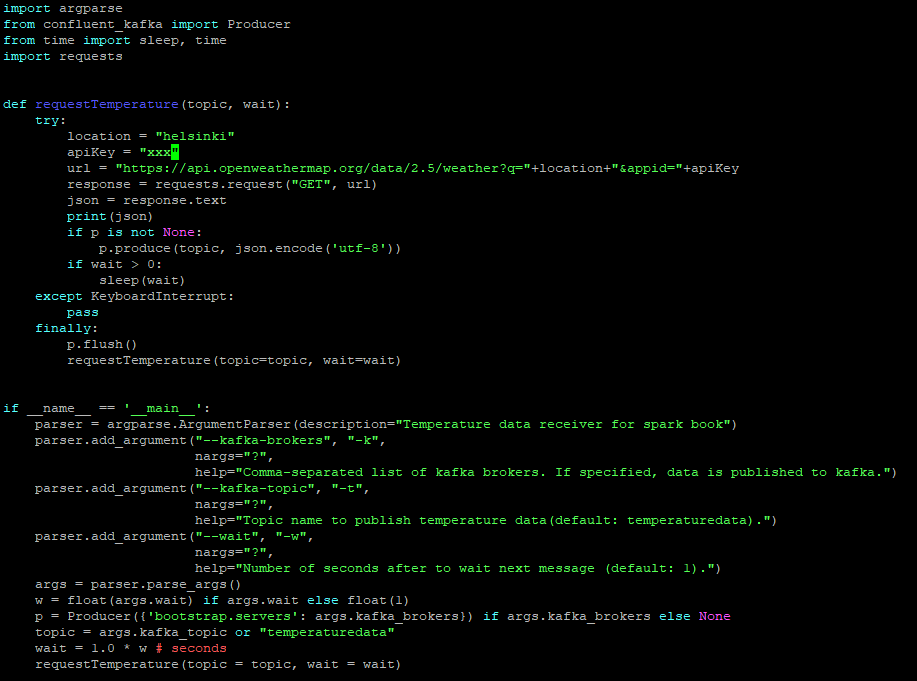 import argparse
from confluent_kafka import Producer
from time import sleep, time
import requests


def requestTemperature(topic, wait):
    try:
        location = "helsinki"
        apiKey = "xxx"
        url = "https://api.openweathermap.org/data/2.5/weather?q="+location+"&appid="+apiKey
        response = requests.request("GET", url)
        json = response.text
        print(json)
        if p is not None:
            p.produce(topic, json.encode('utf-8'))
        if wait > 0:
            sleep(wait)
    except KeyboardInterrupt:
        pass
    finally:
        p.flush()
        requestTemperature(topic=topic, wait=wait)


if __name__ == '__main__':
    parser = argparse.ArgumentParser(description="Temperature data receiver for spark book")
    parser.add_argument("--kafka-brokers", "-k",
                        nargs="?",
                        help="Comma-separated list of kafka brokers. If specified, data is published to kafka.")
    parser.add_argument("--kafka-topic", "-t",
                        nargs="?",
                        help="Topic name to publish temperature data(default: temperaturedata).")
    parser.add_argument("--wait", "-w",
                        nargs="?",
                        help="Number of seconds after to wait next message (default: 1).")
    args = parser.parse_args()
    w = float(args.wait) if args.wait else float(1)
    p = Producer({'bootstrap.servers': args.kafka_brokers}) if args.kafka_brokers else None
    topic = args.kafka_topic or "temperaturedata"
    wait = 1.0 * w # seconds
    requestTemperature(topic = topic, wait = wait)